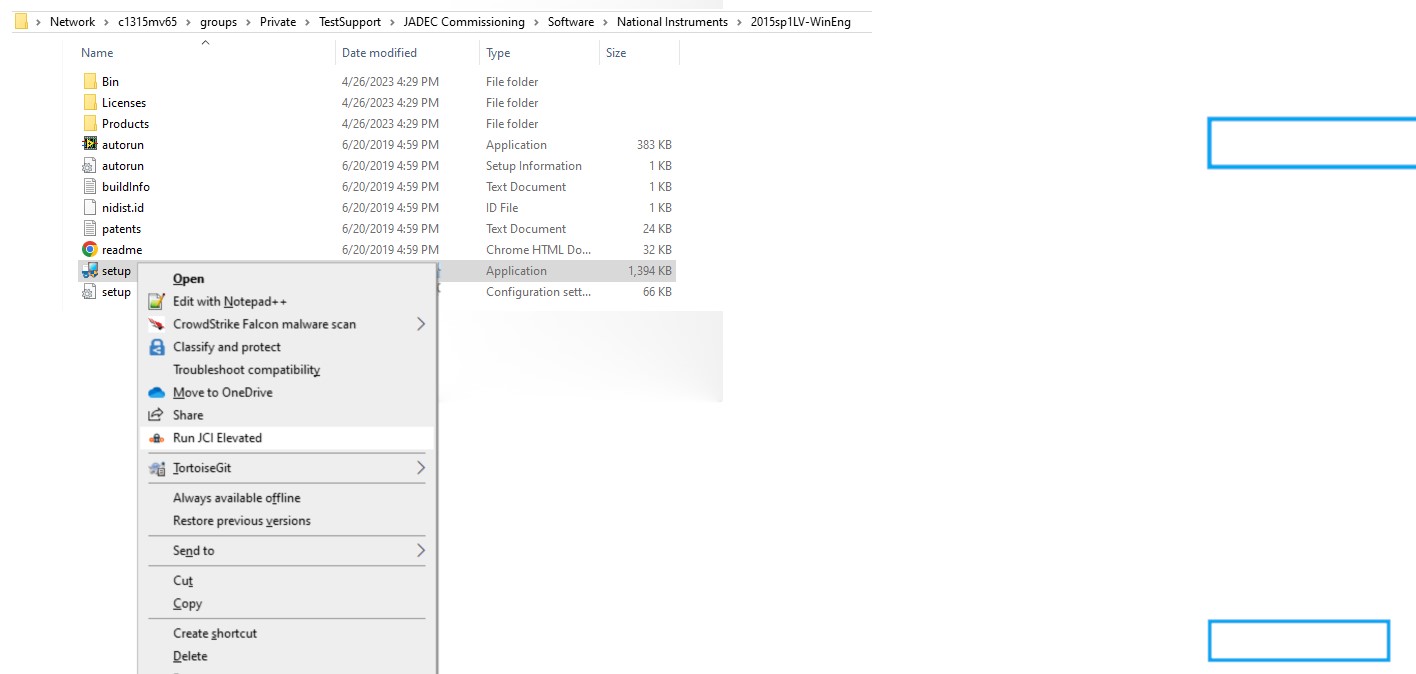 Network > c1315mv65 > groups > Private > TestSupport > JADEC Commissioning > Software > National Instruments > 2015sp1LV-WinEng
Name Date modified Type Size
Bin 4/26/2023 4:29 PM File folder
Licenses 4/26/2023 4:29 PM File folder
Products 4/26/2023 4:29 PM File folder
autorun 6/20/2019 4:59 PM Application 383 KB
autorun 6/20/2019 4:59 PM Setup Information 1 KB
buildInfo 6/20/2019 4:59 PM Text Document 1 KB
nidist.id 6/20/2019 4:59 PM ID File 1 KB
patents 6/20/2019 4:59 PM Text Document 24 KB
readme 6/20/2019 4:59 PM Chrome HTML Do... 32 KB
setup Application 1,394 KB
setup Configuration sett... 66 KB
Open
Edit with Notepad++
CrowdStrike Falcon malware scan
Classify and protect
Troubleshoot compatibility
Move to OneDrive
Share
Run JCI Elevated
TortoiseGit
Always available offline
Restore previous versions
Send to
Cut
Copy
Create shortcut
Delete